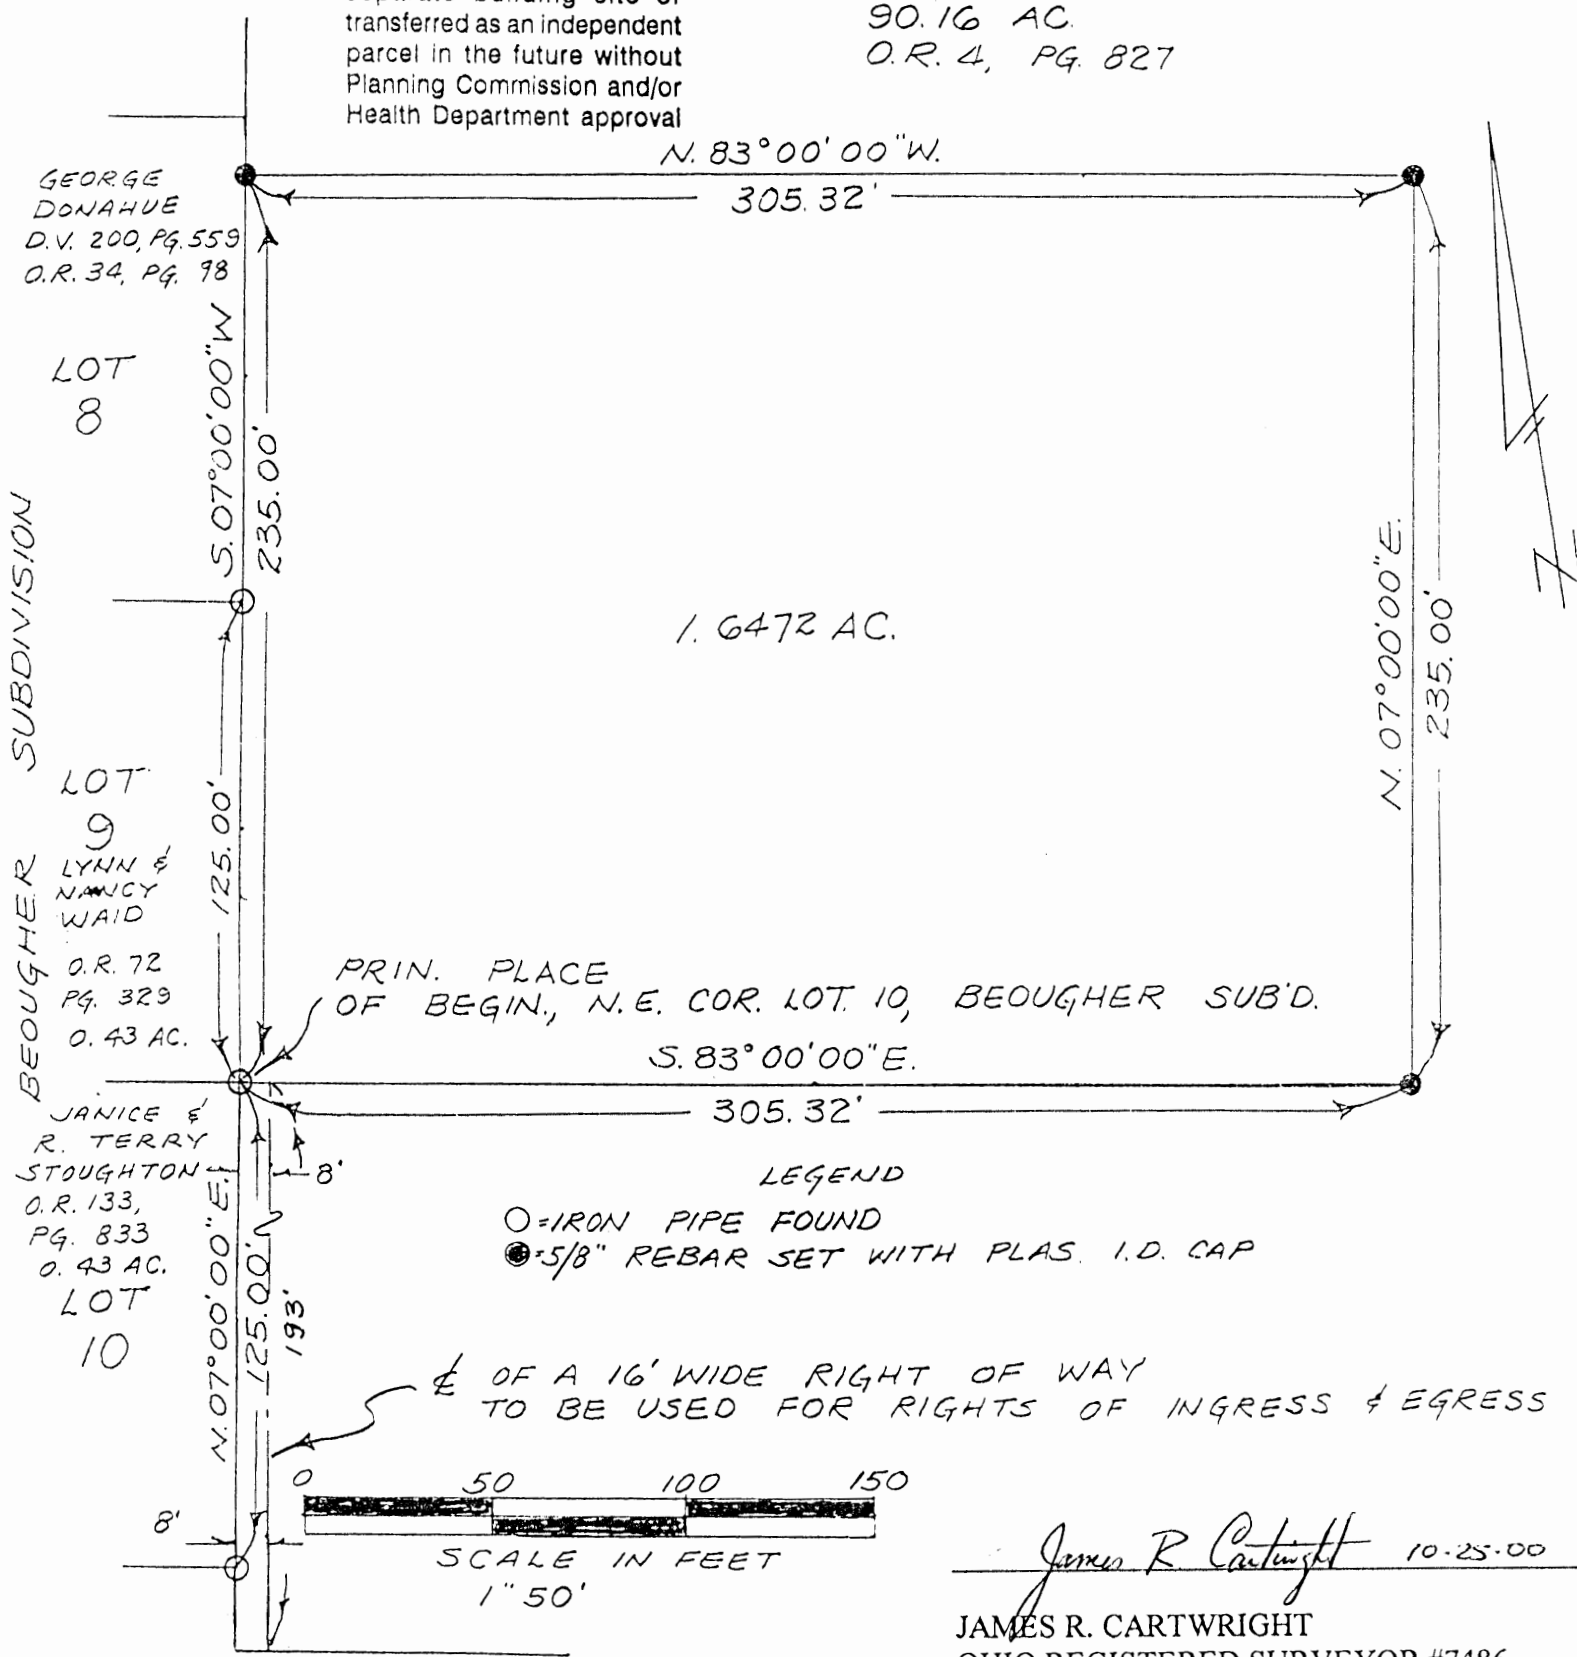 transferred as an independent
parcel in the future without
Planning Commission and/or
Health Department approval
90.16 AC.
O.R. 4, PG. 827
N. 83°00'00"W.
305.32'
GEORGE
DONAHUE
D.V. 200, PG. 559
O.R. 34, PG. 98
LOT
8
S. 07°00'00"W
235.00'
N. 07°00'00"E.
235.00'
1.6472 AC.
BEOUGHER SUBDIVISION
LOT
9
LYNN &
NANCY
WAID
O.R. 72
PG. 329
0.43 AC.
125.00'
PRIN. PLACE
OF BEGIN., N.E. COR. LOT 10, BEOUGHER SUB'D.
S. 83°00'00"E.
305.32'
JANICE &
R. TERRY
STOUGHTON
O.R. 133,
PG. 833
0.43 AC.
LOT
10
8'
N. 07°00'00"E.
125.00'
193'
LEGEND
O=IRON PIPE FOUND
=5/8" REBAR SET WITH PLAS. I.D. CAP
℄ OF A 16' WIDE RIGHT OF WAY
TO BE USED FOR RIGHTS OF INGRESS & EGRESS
0 50 100 150
8'
SCALE IN FEET
1" 50'
James R. Cartwright 10-25-00
JAMES R. CARTWRIGHT
OHIO REGISTERED SURVEYOR #7486